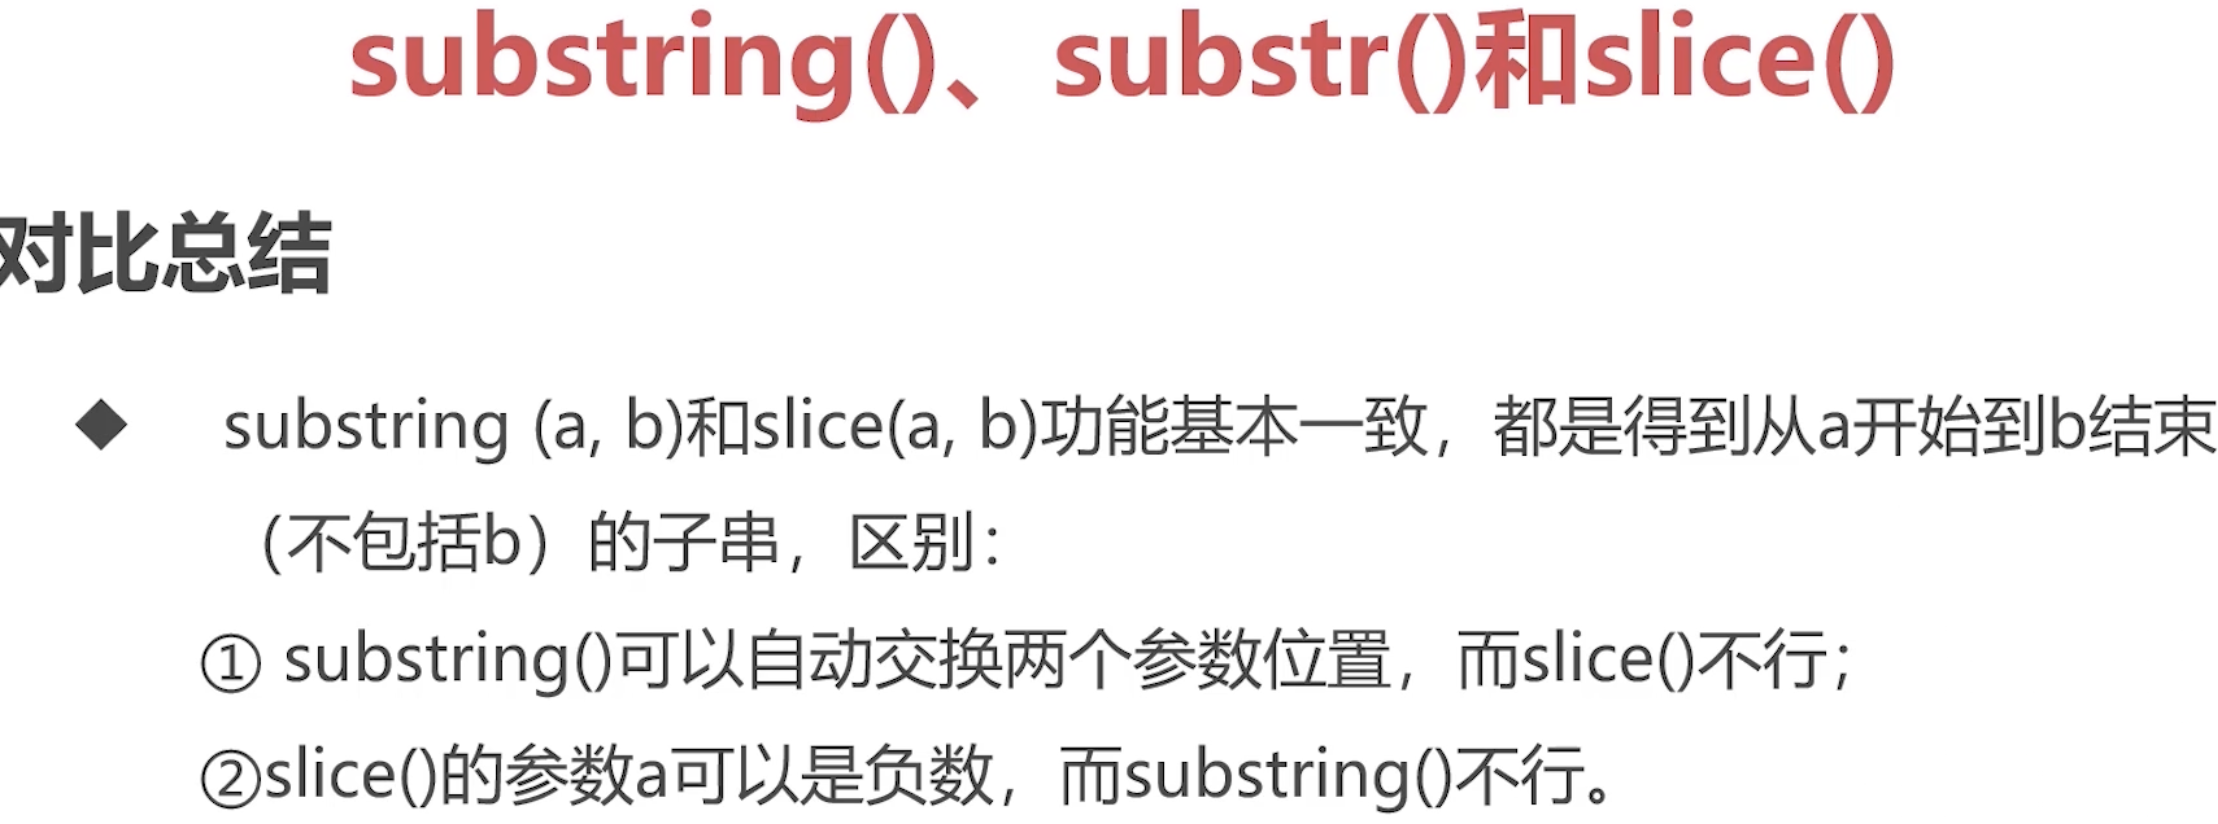 substring()、substr()和slice()
对比总结
◆ substring (a, b)和slice(a, b)功能基本一致，都是得到从a开始到b结束
（不包括b）的子串，区别：
① substring()可以自动交换两个参数位置，而slice()不行；
②slice()的参数a可以是负数，而substring()不行。